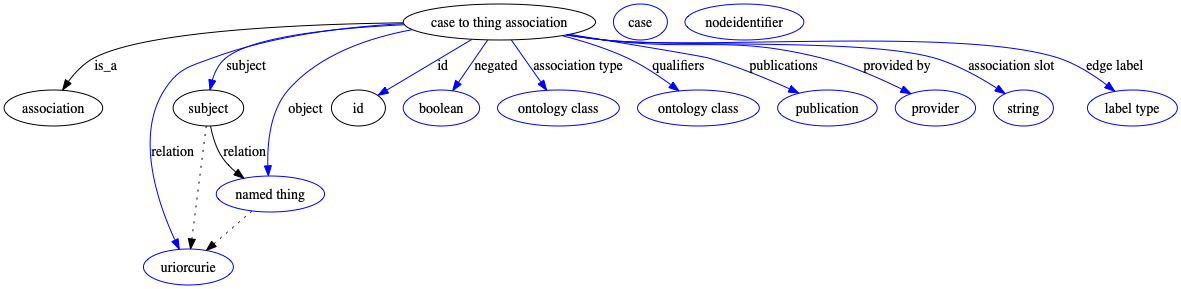 case to thing association
case
nodeidentifier
is_a
subject
id
negated
association type
qualifiers
publications
provided by
association slot
edge label
association
subject
object
id
boolean
ontology class
ontology class
publication
provider
string
label type
relation
relation
named thing
uriorcurie